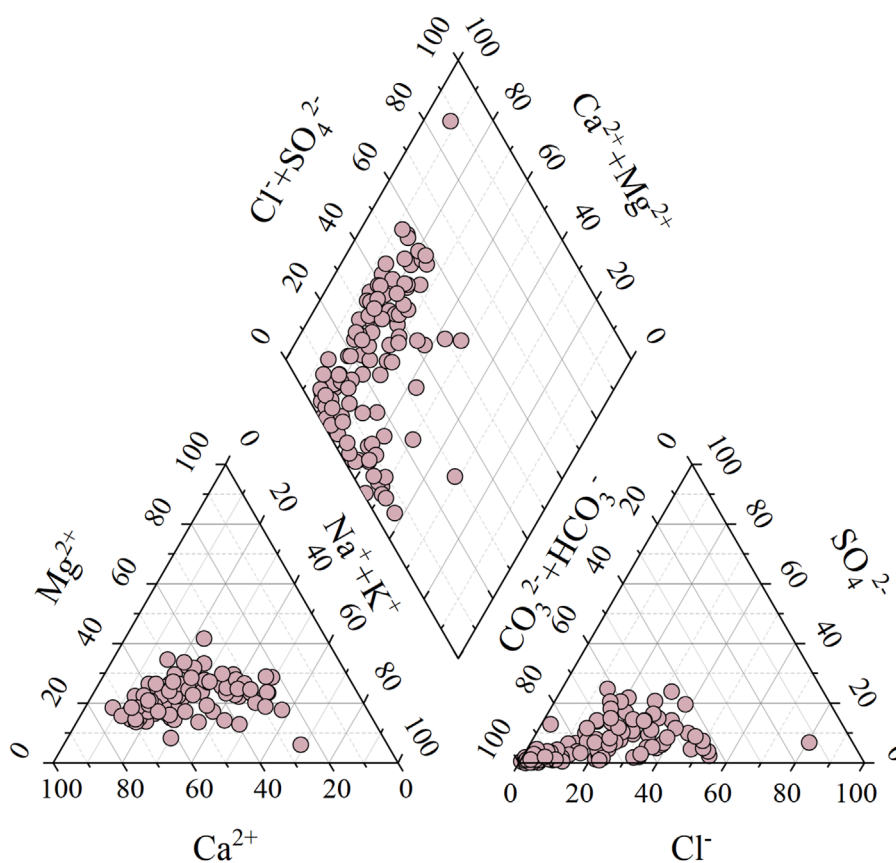 100 100
80 80
60 60
40 40
20 20
0 0
Cl⁻+SO₄²⁻
Ca²⁺+Mg²⁺
100 0
80 20
60 40
40 60
20 80
0 100
Mg²⁺
Na⁺+K⁺
100 80 60 40 20 0
Ca²⁺
0 100
20 80
40 60
60 40
80 20
100 0
CO₃²⁻+HCO₃⁻
SO₄²⁻
0 20 40 60 80 100
Cl⁻